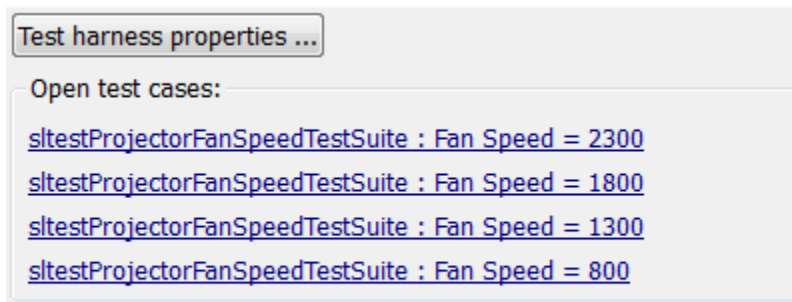 Test harness properties ...
Open test cases:
sltestProjectorFanSpeedTestSuite : Fan Speed = 2300
sltestProjectorFanSpeedTestSuite : Fan Speed = 1800
sltestProjectorFanSpeedTestSuite : Fan Speed = 1300
sltestProjectorFanSpeedTestSuite : Fan Speed = 800